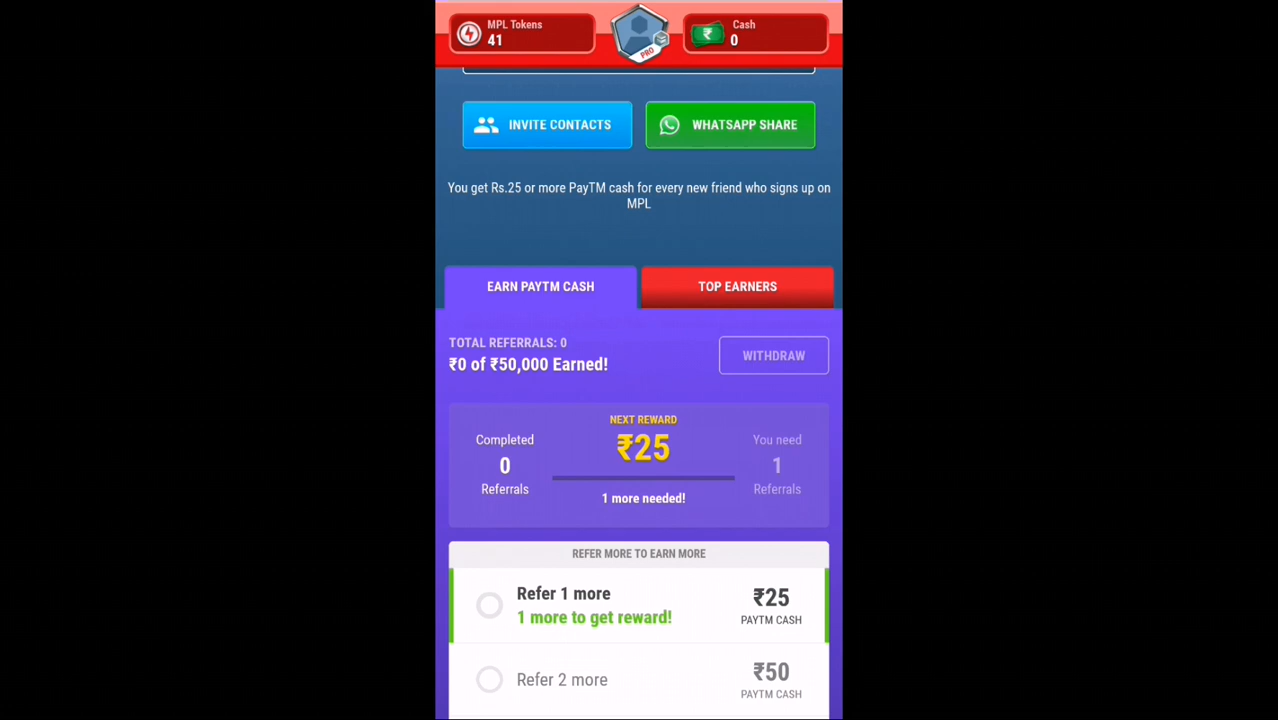 MPL Tokens
41
PRO
Cash
0
INVITE CONTACTS
WHATSAPP SHARE
You get Rs.25 or more PayTM cash for every new friend who signs up on
MPL
EARN PAYTM CASH
TOP EARNERS
TOTAL REFERRALS: 0
₹0 of ₹50,000 Earned!
WITHDRAW
NEXT REWARD
₹25
Completed
0
Referrals
1 more needed!
You need
1
Referrals
REFER MORE TO EARN MORE
Refer 1 more
1 more to get reward!
₹25
PAYTM CASH
Refer 2 more
₹50
PAYTM CASH